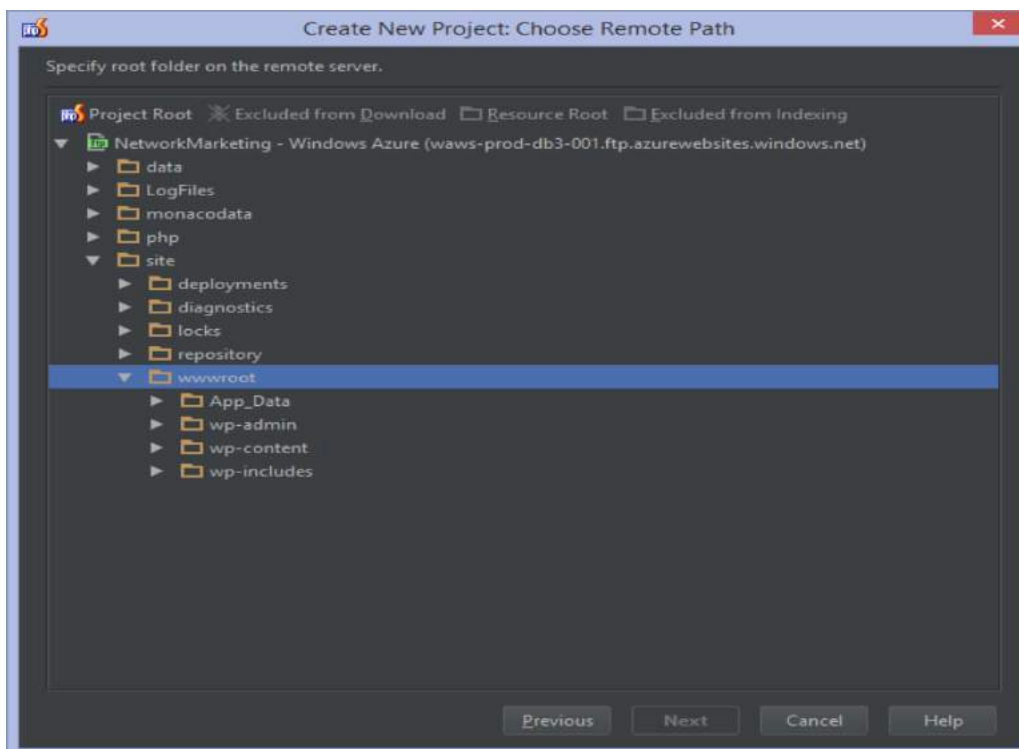 Create New Project: Choose Remote Path
Specify root folder on the remote server.
Project Root Excluded from Download Resource Root Excluded from Indexing
NetworkMarketing - Windows Azure (waws-prod-db3-001.ftp.azurewebsites.windows.net)
data
LogFiles
monacodata
php
site
deployments
diagnostics
locks
repository
wwwroot
App_Data
wp-admin
wp-content
wp-includes
Previous Next Cancel Help